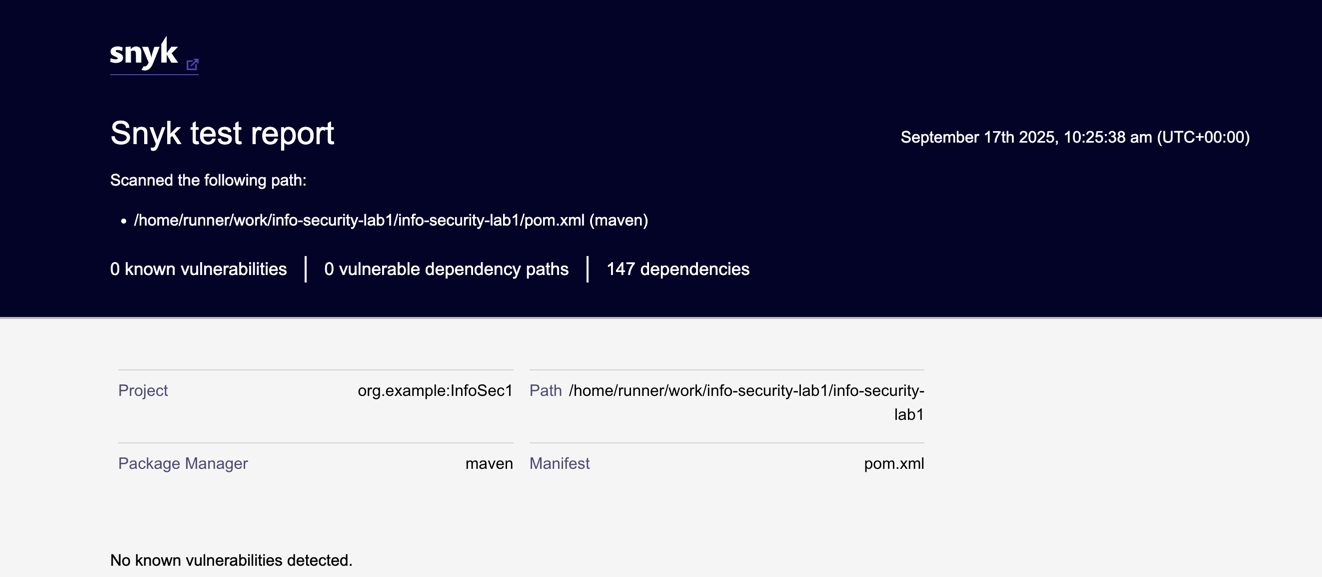 snyk
Snyk test report
September 17th 2025, 10:25:38 am (UTC+00:00)
Scanned the following path:
• /home/runner/work/info-security-lab1/info-security-lab1/pom.xml (maven)
0 known vulnerabilities | 0 vulnerable dependency paths | 147 dependencies
Project org.example:InfoSec1
Path /home/runner/work/info-security-lab1/info-security-
lab1
Package Manager maven
Manifest pom.xml
No known vulnerabilities detected.